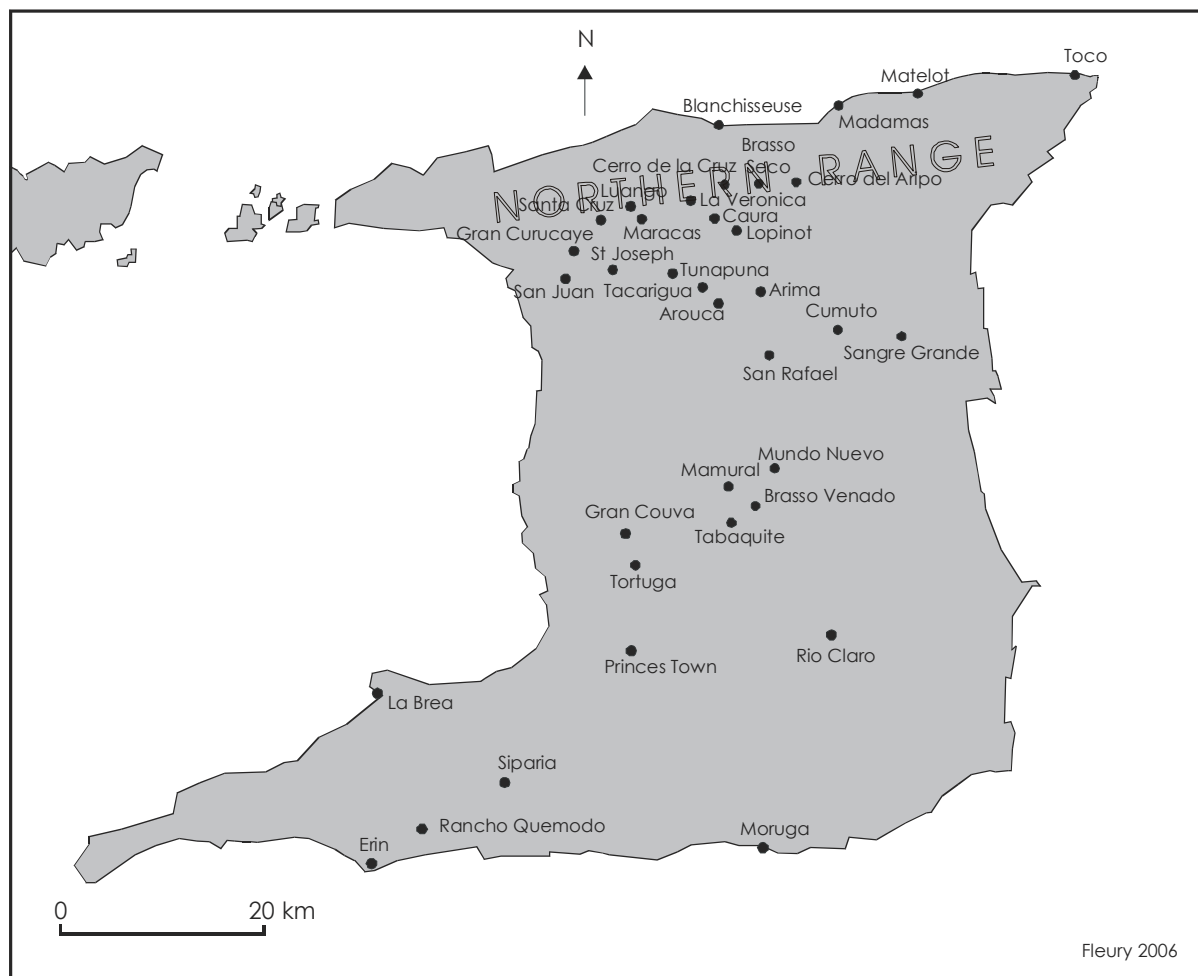 N
Toco
Matelot
Blanchisseuse
Madamas
Brasso
Seco
NORTHERN RANGE
Cerro de la Cruz
Cerro del Aripo
Luango
La Veronica
Santa Cruz
Caura
Gran Curucaye
Maracas
Lopinot
St Joseph
Tunapuna
San Juan
Tacarigua
Arima
Arouca
Cumuto
Sangre Grande
San Rafael
Mundo Nuevo
Mamural
Brasso Venado
Gran Couva
Tabaquite
Tortuga
Rio Claro
Princes Town
La Brea
Siparia
Rancho Quemodo
Moruga
Erin
0 20 km
Fleury 2006